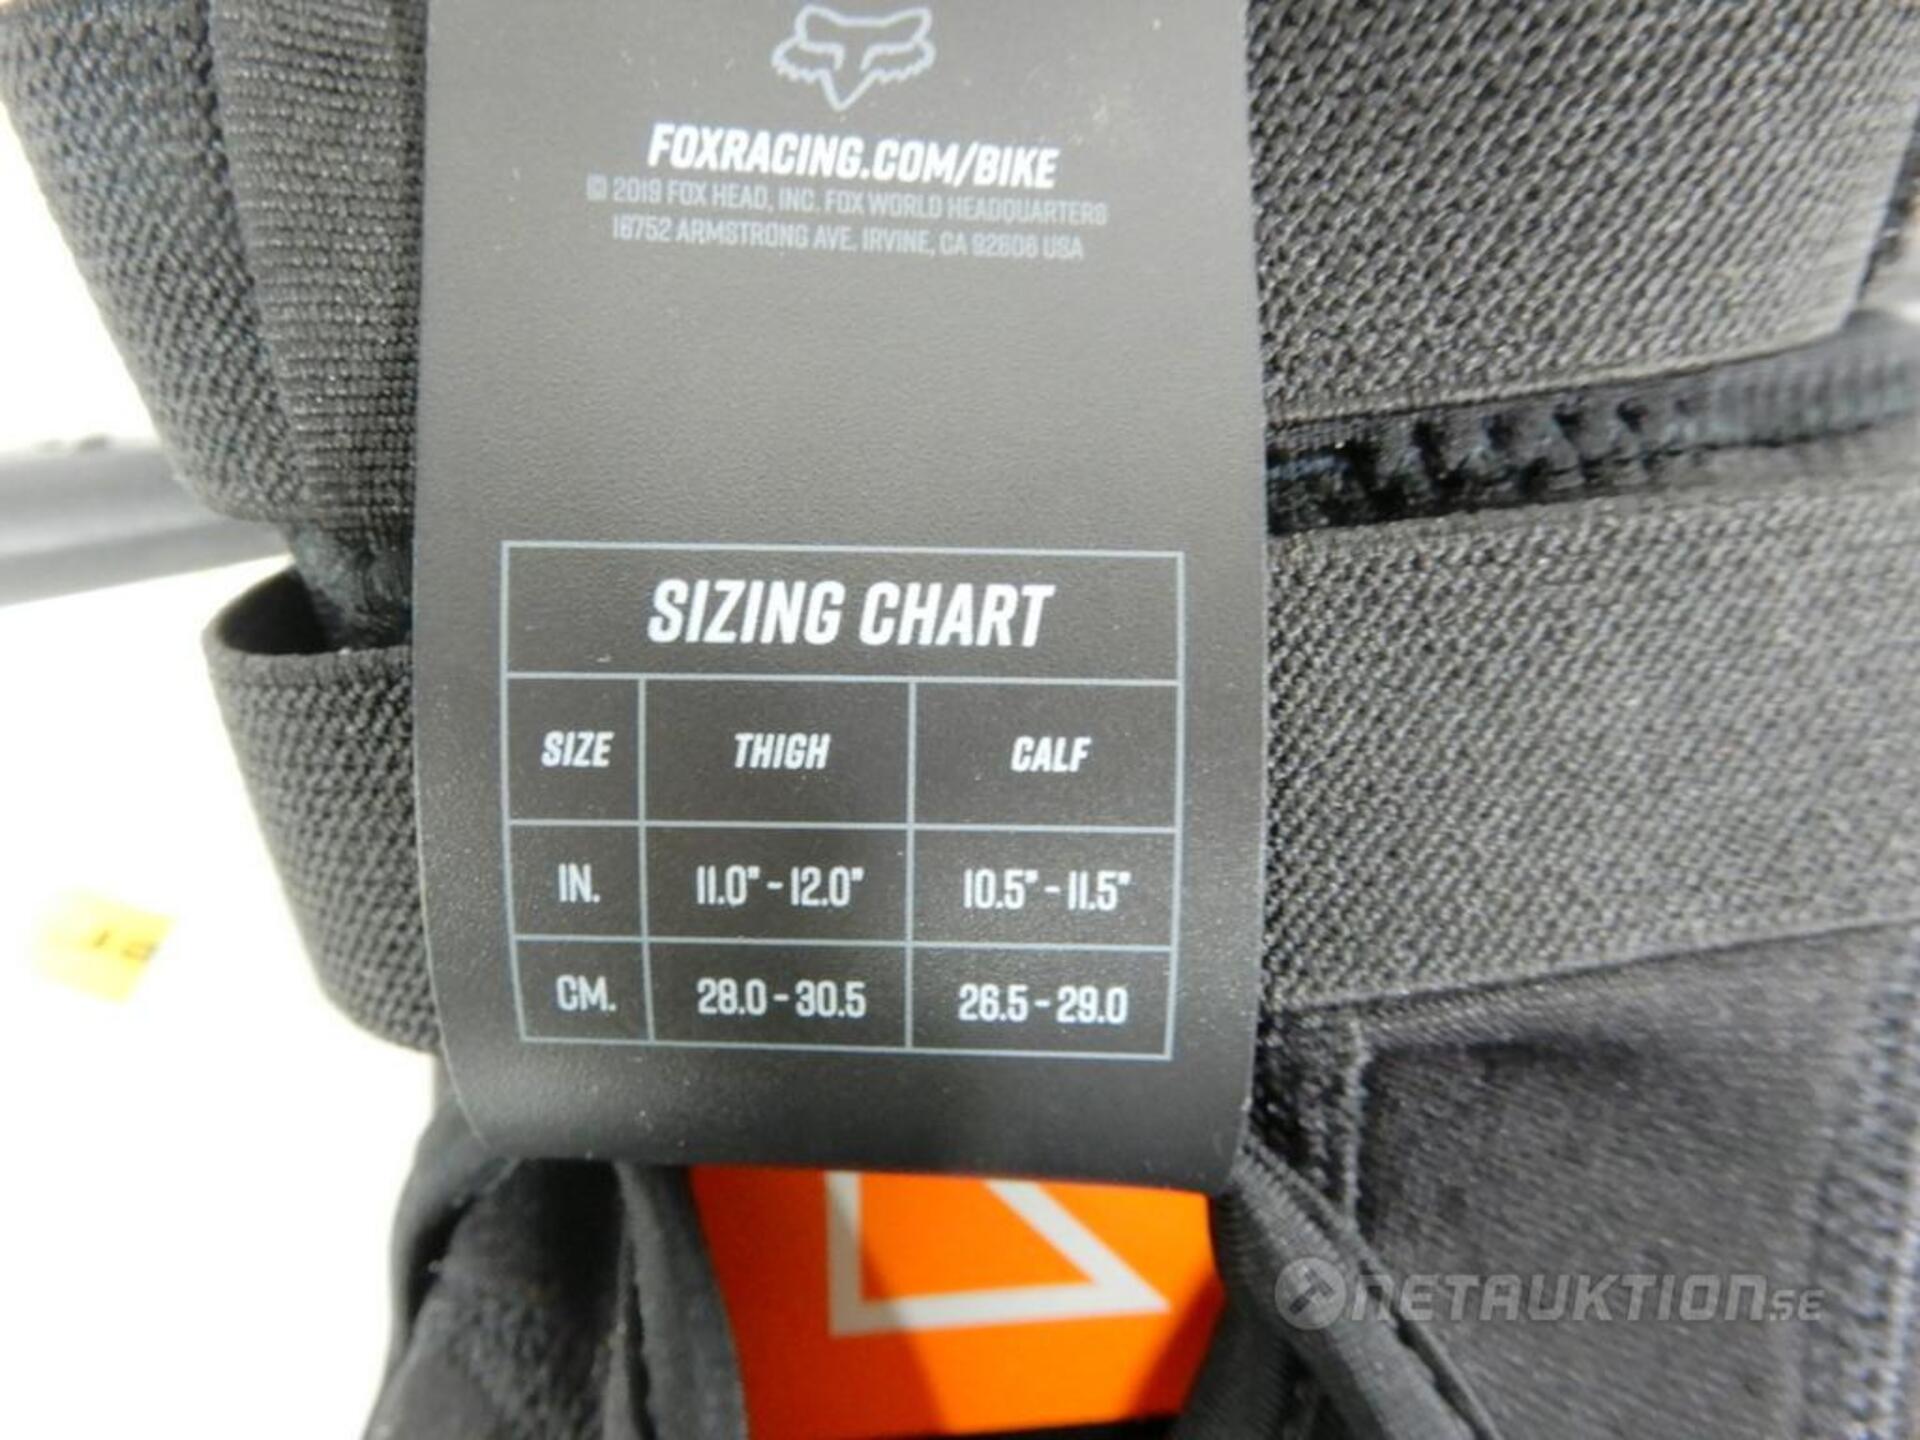 FOXRACING.COM/BIKE
© 2019 FOX HEAD, INC. FOX WORLD HEADQUARTERS
16752 ARMSTRONG AVE. IRVINE, CA 92606 USA
SIZING CHART
SIZE THIGH CALF
IN. 11.0" - 12.0" 10.5" - 11.5"
CM. 28.0 - 30.5 26.5 - 29.0
NETAUKTION.SE